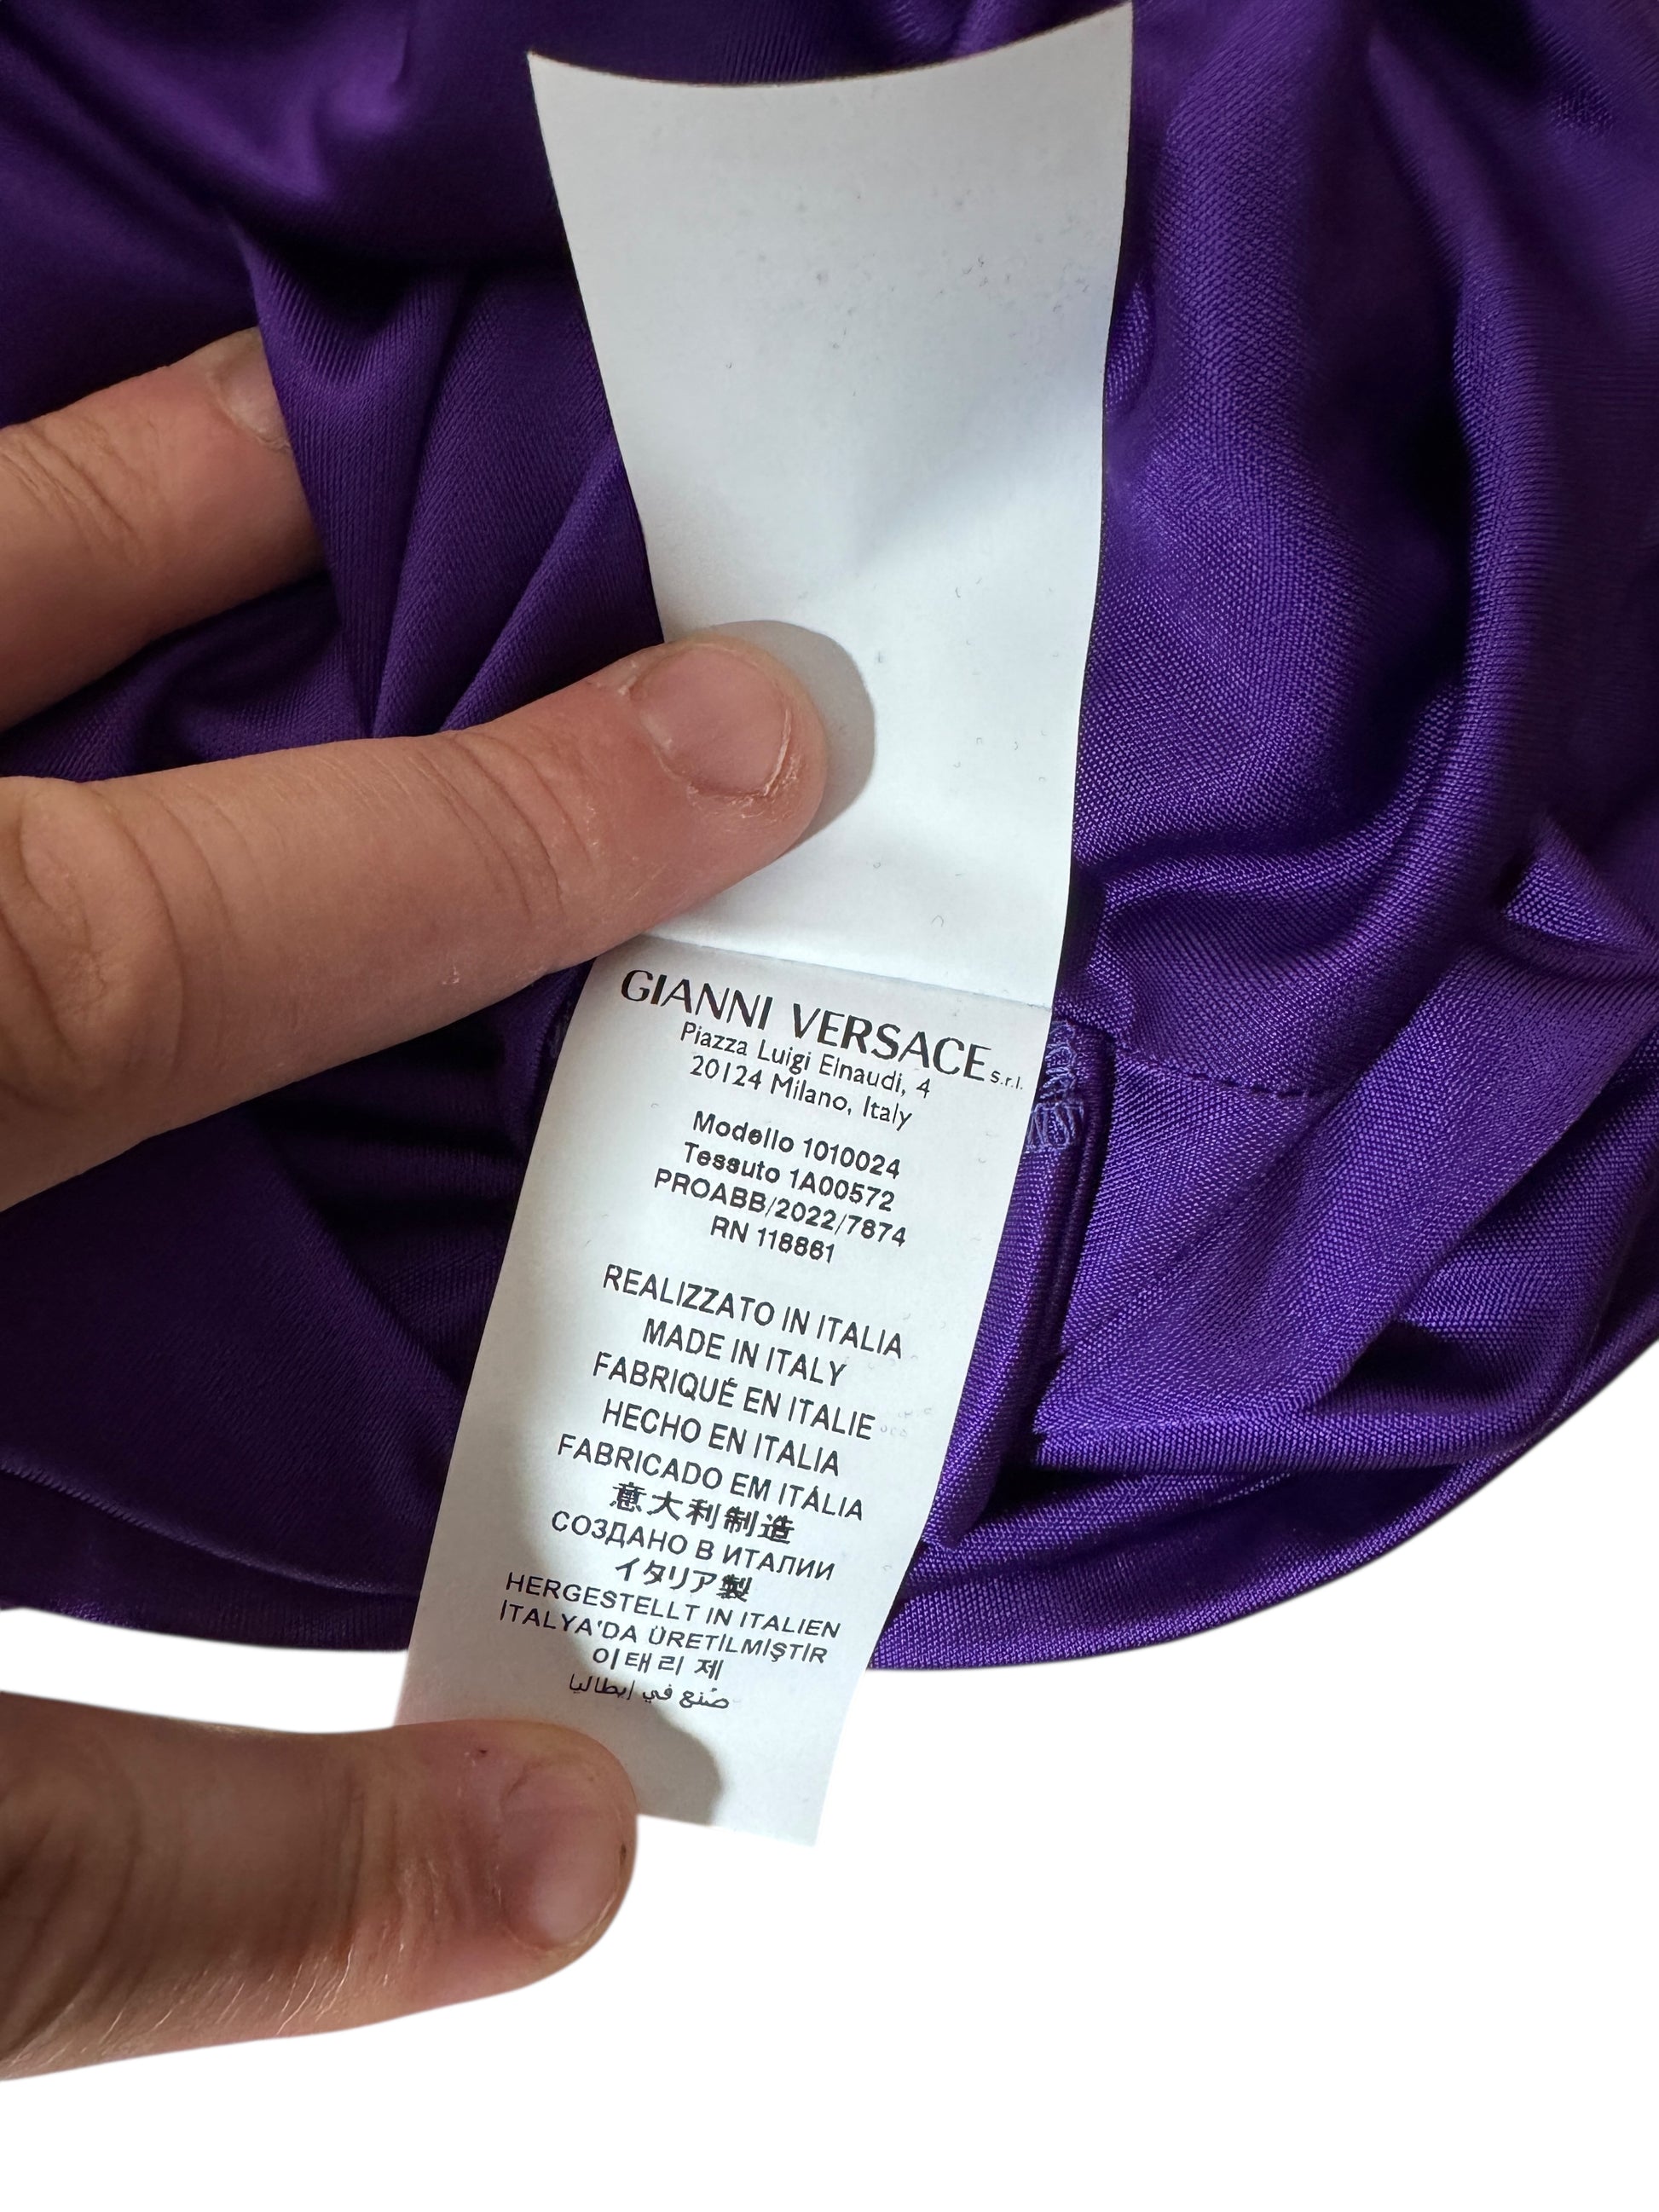 GIANNI VERSACE s.r.l.
Piazza Luigi Einaudi, 4
20124 Milano, Italy
Modello 1010024
Tessuto 1A00572
PROABB/2022/7874
RN 118861
REALIZZATO IN ITALIA
MADE IN ITALY
FABRIQUÉ EN ITALIE
HECHO EN ITALIA
FABRICADO EM ITÁLIA
意大利制造
СОЗДАНО В ИТАЛИИ
イタリア製
HERGESTELLT IN ITALIEN
İTALYA'DA ÜRETİLMİŞTİR
이태리 제
صُنع في إيطاليا